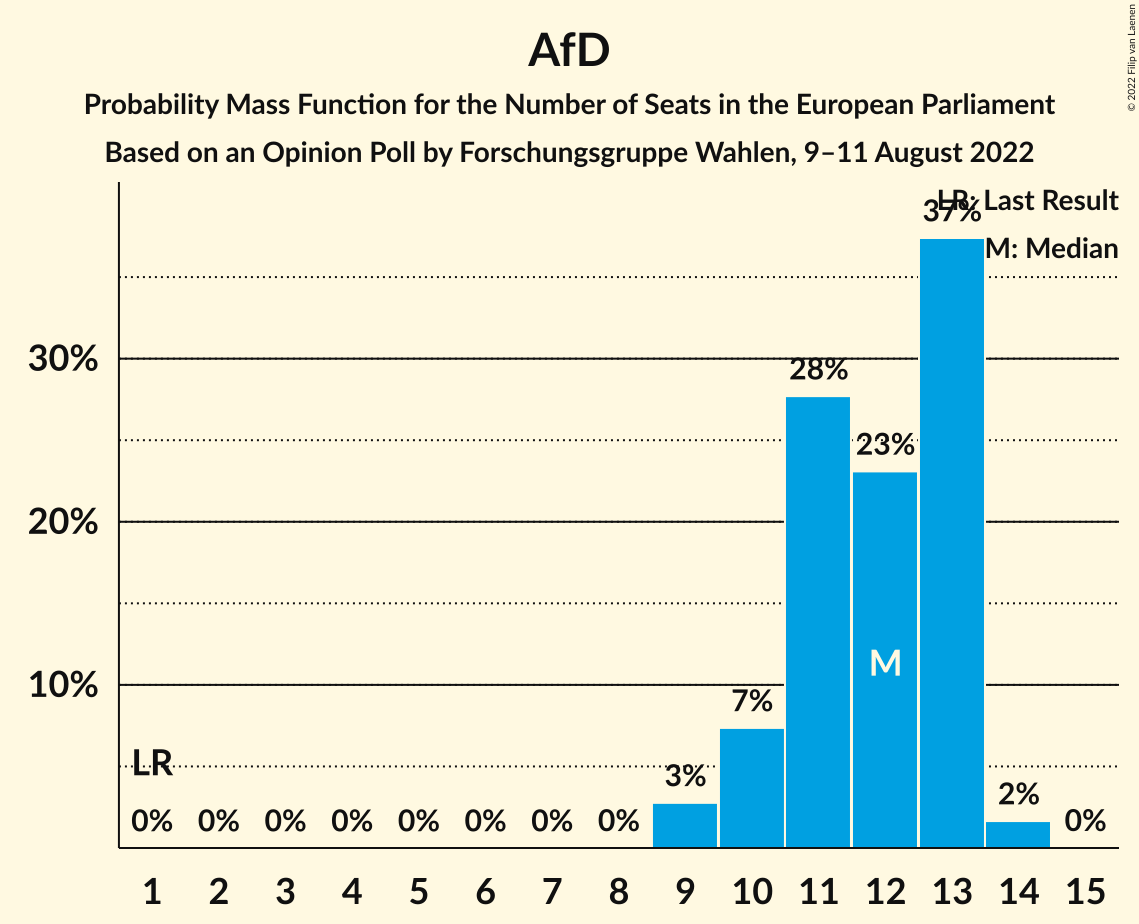 AfD
Probability Mass Function for the Number of Seats in the European Parliament
Based on an Opinion Poll by Forschungsgruppe Wahlen, 9–11 August 2022
© 2022 Filip van Laenen
LR: Last Result
M: Median
37%
30%
28%
23%
20%
M
10%
7%
LR
3%
2%
0% 0% 0% 0% 0% 0% 0% 0% 0%
1 2 3 4 5 6 7 8 9 10 11 12 13 14 15